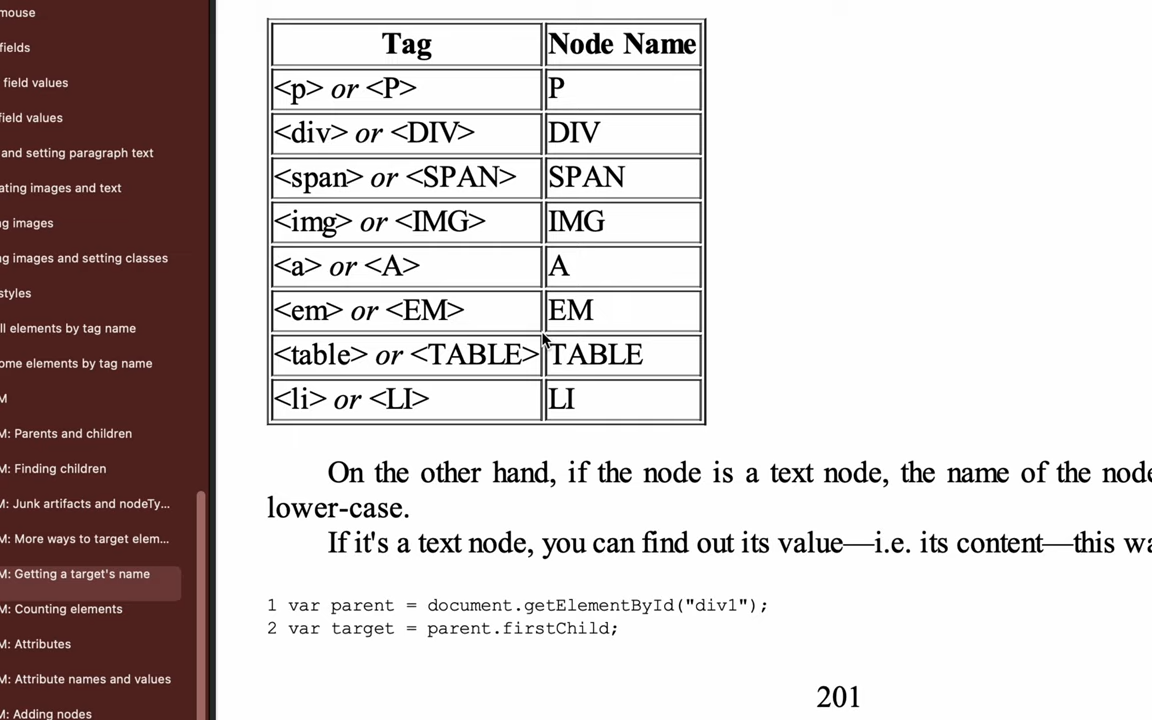 mouse
fields
field values
field values
and setting paragraph text
ating images and text
ng images
ng images and setting classes
styles
ll elements by tag name
ome elements by tag name
M
M: Parents and children
M: Finding children
M: Junk artifacts and nodeTy...
M: More ways to target elem...
M: Getting a target's name
M: Counting elements
M: Attributes
M: Attribute names and values
M: Adding nodes
Tag Node Name
<p> or <P> P
<div> or <DIV> DIV
<span> or <SPAN> SPAN
<img> or <IMG> IMG
<a> or <A> A
<em> or <EM> EM
<table> or <TABLE> TABLE
<li> or <LI> LI
On the other hand, if the node is a text node, the name of the node
lower-case.
If it's a text node, you can find out its value—i.e. its content—this wa
1 var parent = document.getElementById("div1");
2 var target = parent.firstChild;
201